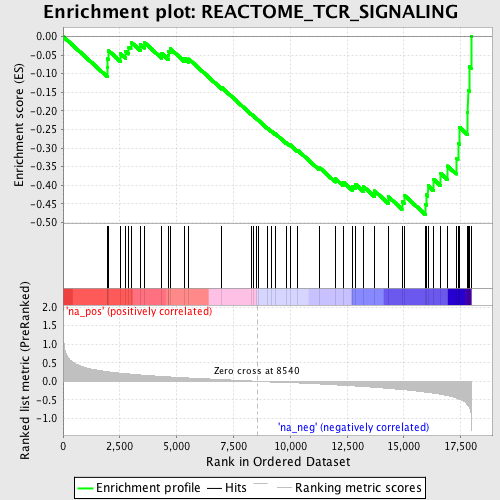 Enrichment plot: REACTOME_TCR_SIGNALING
Enrichment score (ES)
0.00
-0.05
-0.10
-0.15
-0.20
-0.25
-0.30
-0.35
-0.40
-0.45
-0.50
'na_pos' (positively correlated)
Ranked list metric (PreRanked)
2.0
1.5
1.0
0.5
0.0
-0.5
-1.0
Zero cross at 8540
'na_neg' (negatively correlated)
0 2,500 5,000 7,500 10,000 12,500 15,000 17,500
Rank in Ordered Dataset
Enrichment profile Hits Ranking metric scores